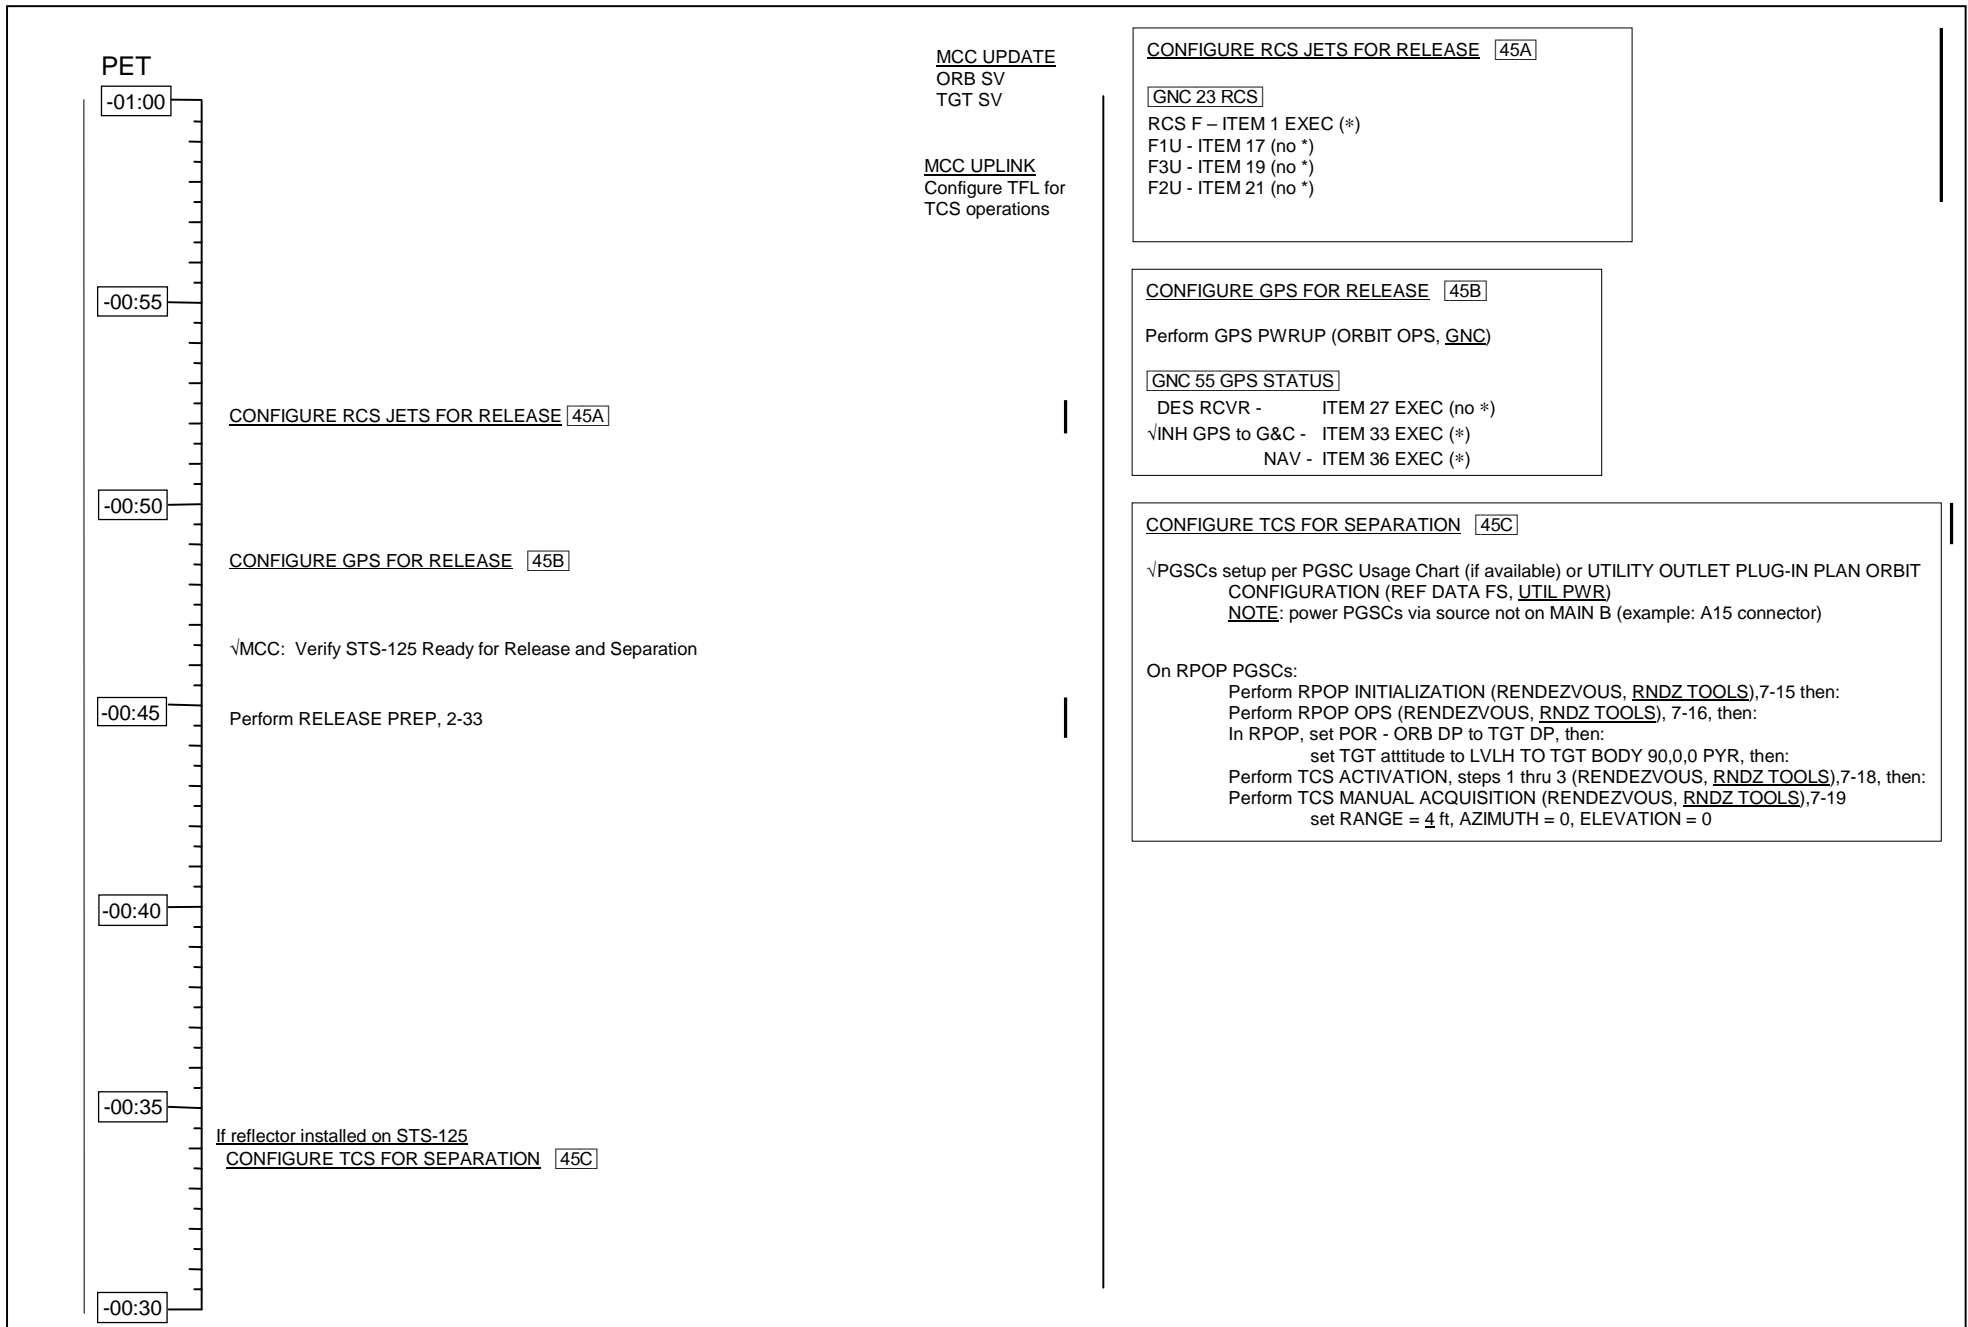 PET
-01:00
-00:55
CONFIGURE RCS JETS FOR RELEASE 45A
-00:50
CONFIGURE GPS FOR RELEASE 45B
√MCC: Verify STS-125 Ready for Release and Separation
-00:45
Perform RELEASE PREP, 2-33
-00:40
-00:35
If reflector installed on STS-125
CONFIGURE TCS FOR SEPARATION 45C
-00:30
MCC UPDATE
ORB SV
TGT SV
MCC UPLINK
Configure TFL for
TCS operations
CONFIGURE RCS JETS FOR RELEASE 45A
GNC 23 RCS
RCS F – ITEM 1 EXEC (*)
F1U - ITEM 17 (no *)
F3U - ITEM 19 (no *)
F2U - ITEM 21 (no *)
CONFIGURE GPS FOR RELEASE 45B
Perform GPS PWRUP (ORBIT OPS, GNC)
GNC 55 GPS STATUS
DES RCVR - ITEM 27 EXEC (no *)
√INH GPS to G&C - ITEM 33 EXEC (*)
NAV - ITEM 36 EXEC (*)
CONFIGURE TCS FOR SEPARATION 45C
√PGSCs setup per PGSC Usage Chart (if available) or UTILITY OUTLET PLUG-IN PLAN ORBIT
CONFIGURATION (REF DATA FS, UTIL PWR)
NOTE: power PGSCs via source not on MAIN B (example: A15 connector)
On RPOP PGSCs:
Perform RPOP INITIALIZATION (RENDEZVOUS, RNDZ TOOLS),7-15 then:
Perform RPOP OPS (RENDEZVOUS, RNDZ TOOLS), 7-16, then:
In RPOP, set POR - ORB DP to TGT DP, then:
set TGT atttitude to LVLH TO TGT BODY 90,0,0 PYR, then:
Perform TCS ACTIVATION, steps 1 thru 3 (RENDEZVOUS, RNDZ TOOLS),7-18, then:
Perform TCS MANUAL ACQUISITION (RENDEZVOUS, RNDZ TOOLS),7-19
set RANGE = 4 ft, AZIMUTH = 0, ELEVATION = 0